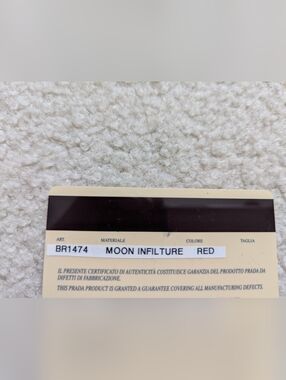 ART. MATERIALE COLORE TAGLIA
BR1474 MOON INFILTURE RED
IL PRESENTE CERTIFICATO DI AUTENTICITÀ COSTITUISCE GARANZIA DEL PRODOTTO PRADA DA
DIFETTI DI FABBRICAZIONE.
THIS PRADA PRODUCT IS GRANTED A GUARANTEE COVERING ALL MANUFACTURING DEFECTS.